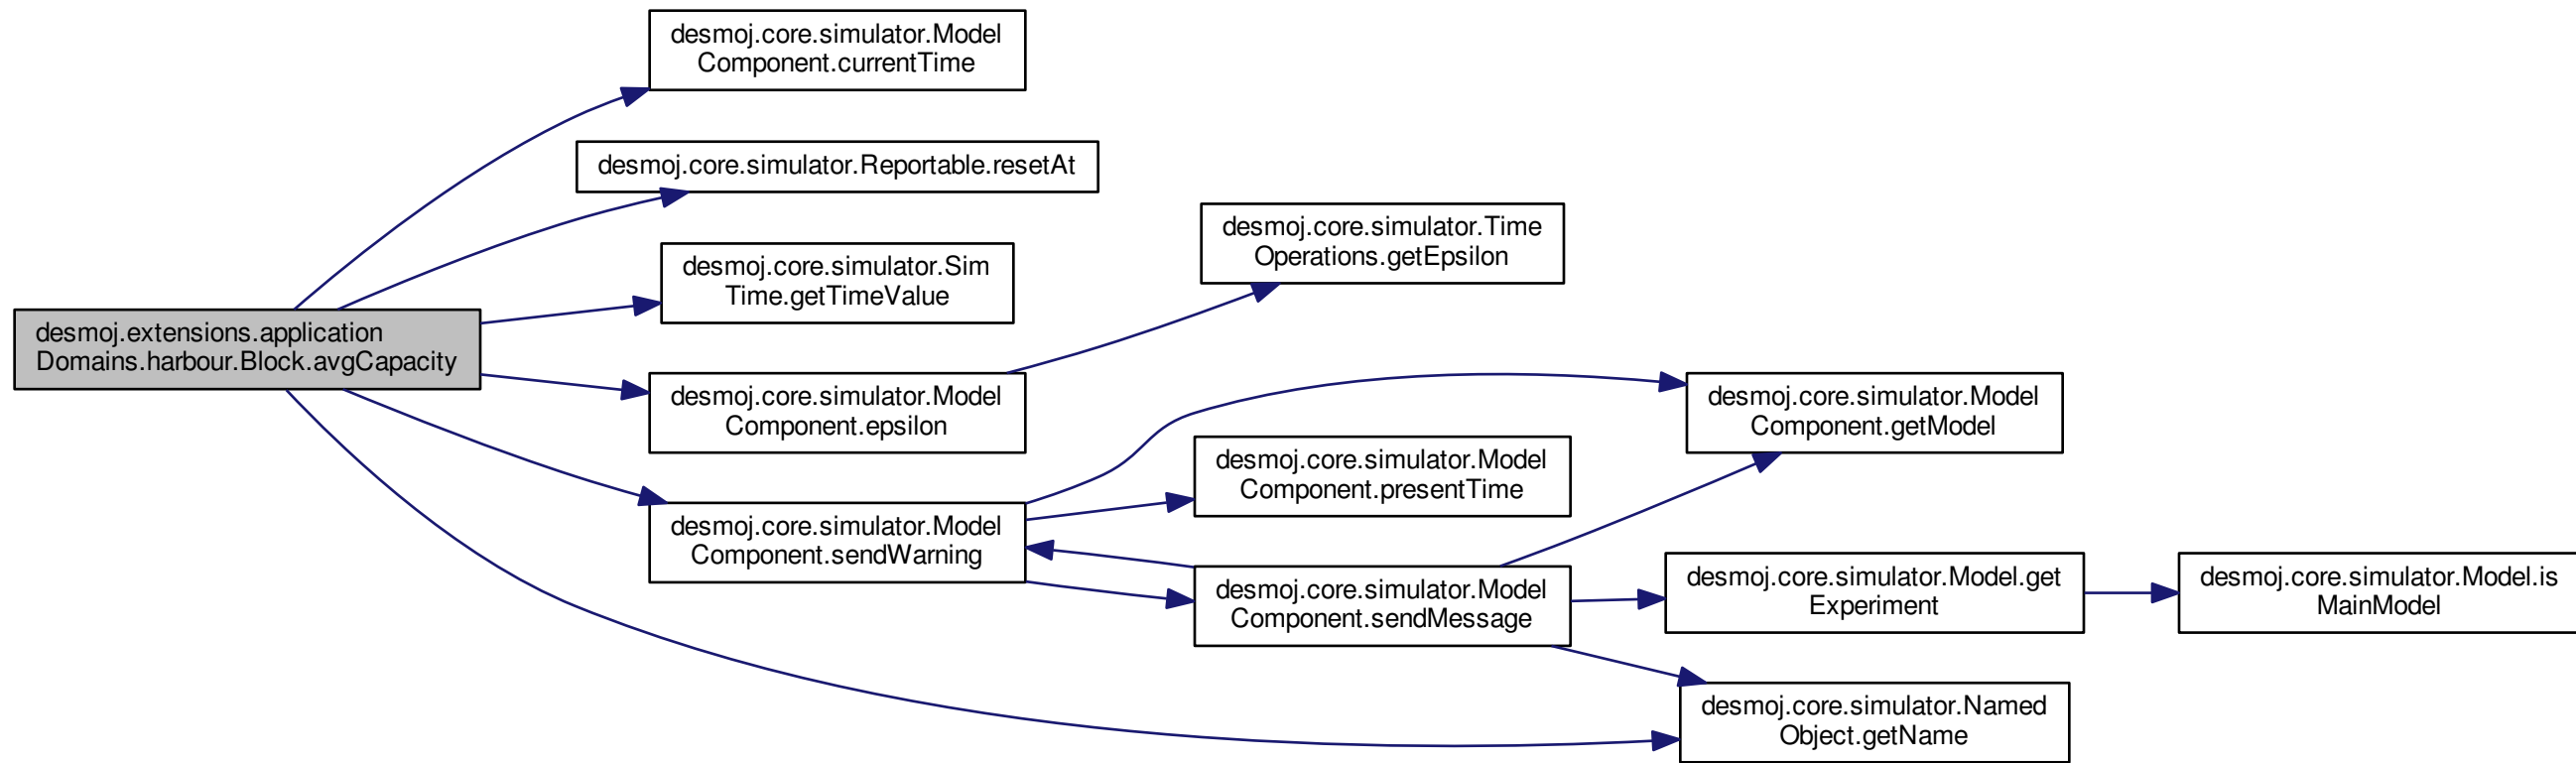 desmoj.core.simulator.Model
Component.currentTime
desmoj.core.simulator.Reportable.resetAt
desmoj.core.simulator.Sim
Time.getTimeValue
desmoj.extensions.application
Domains.harbour.Block.avgCapacity
desmoj.core.simulator.Model
Component.epsilon
desmoj.core.simulator.Model
Component.sendWarning
desmoj.core.simulator.Time
Operations.getEpsilon
desmoj.core.simulator.Model
Component.presentTime
desmoj.core.simulator.Model
Component.sendMessage
desmoj.core.simulator.Model
Component.getModel
desmoj.core.simulator.Model.get
Experiment
desmoj.core.simulator.Named
Object.getName
desmoj.core.simulator.Model.is
MainModel